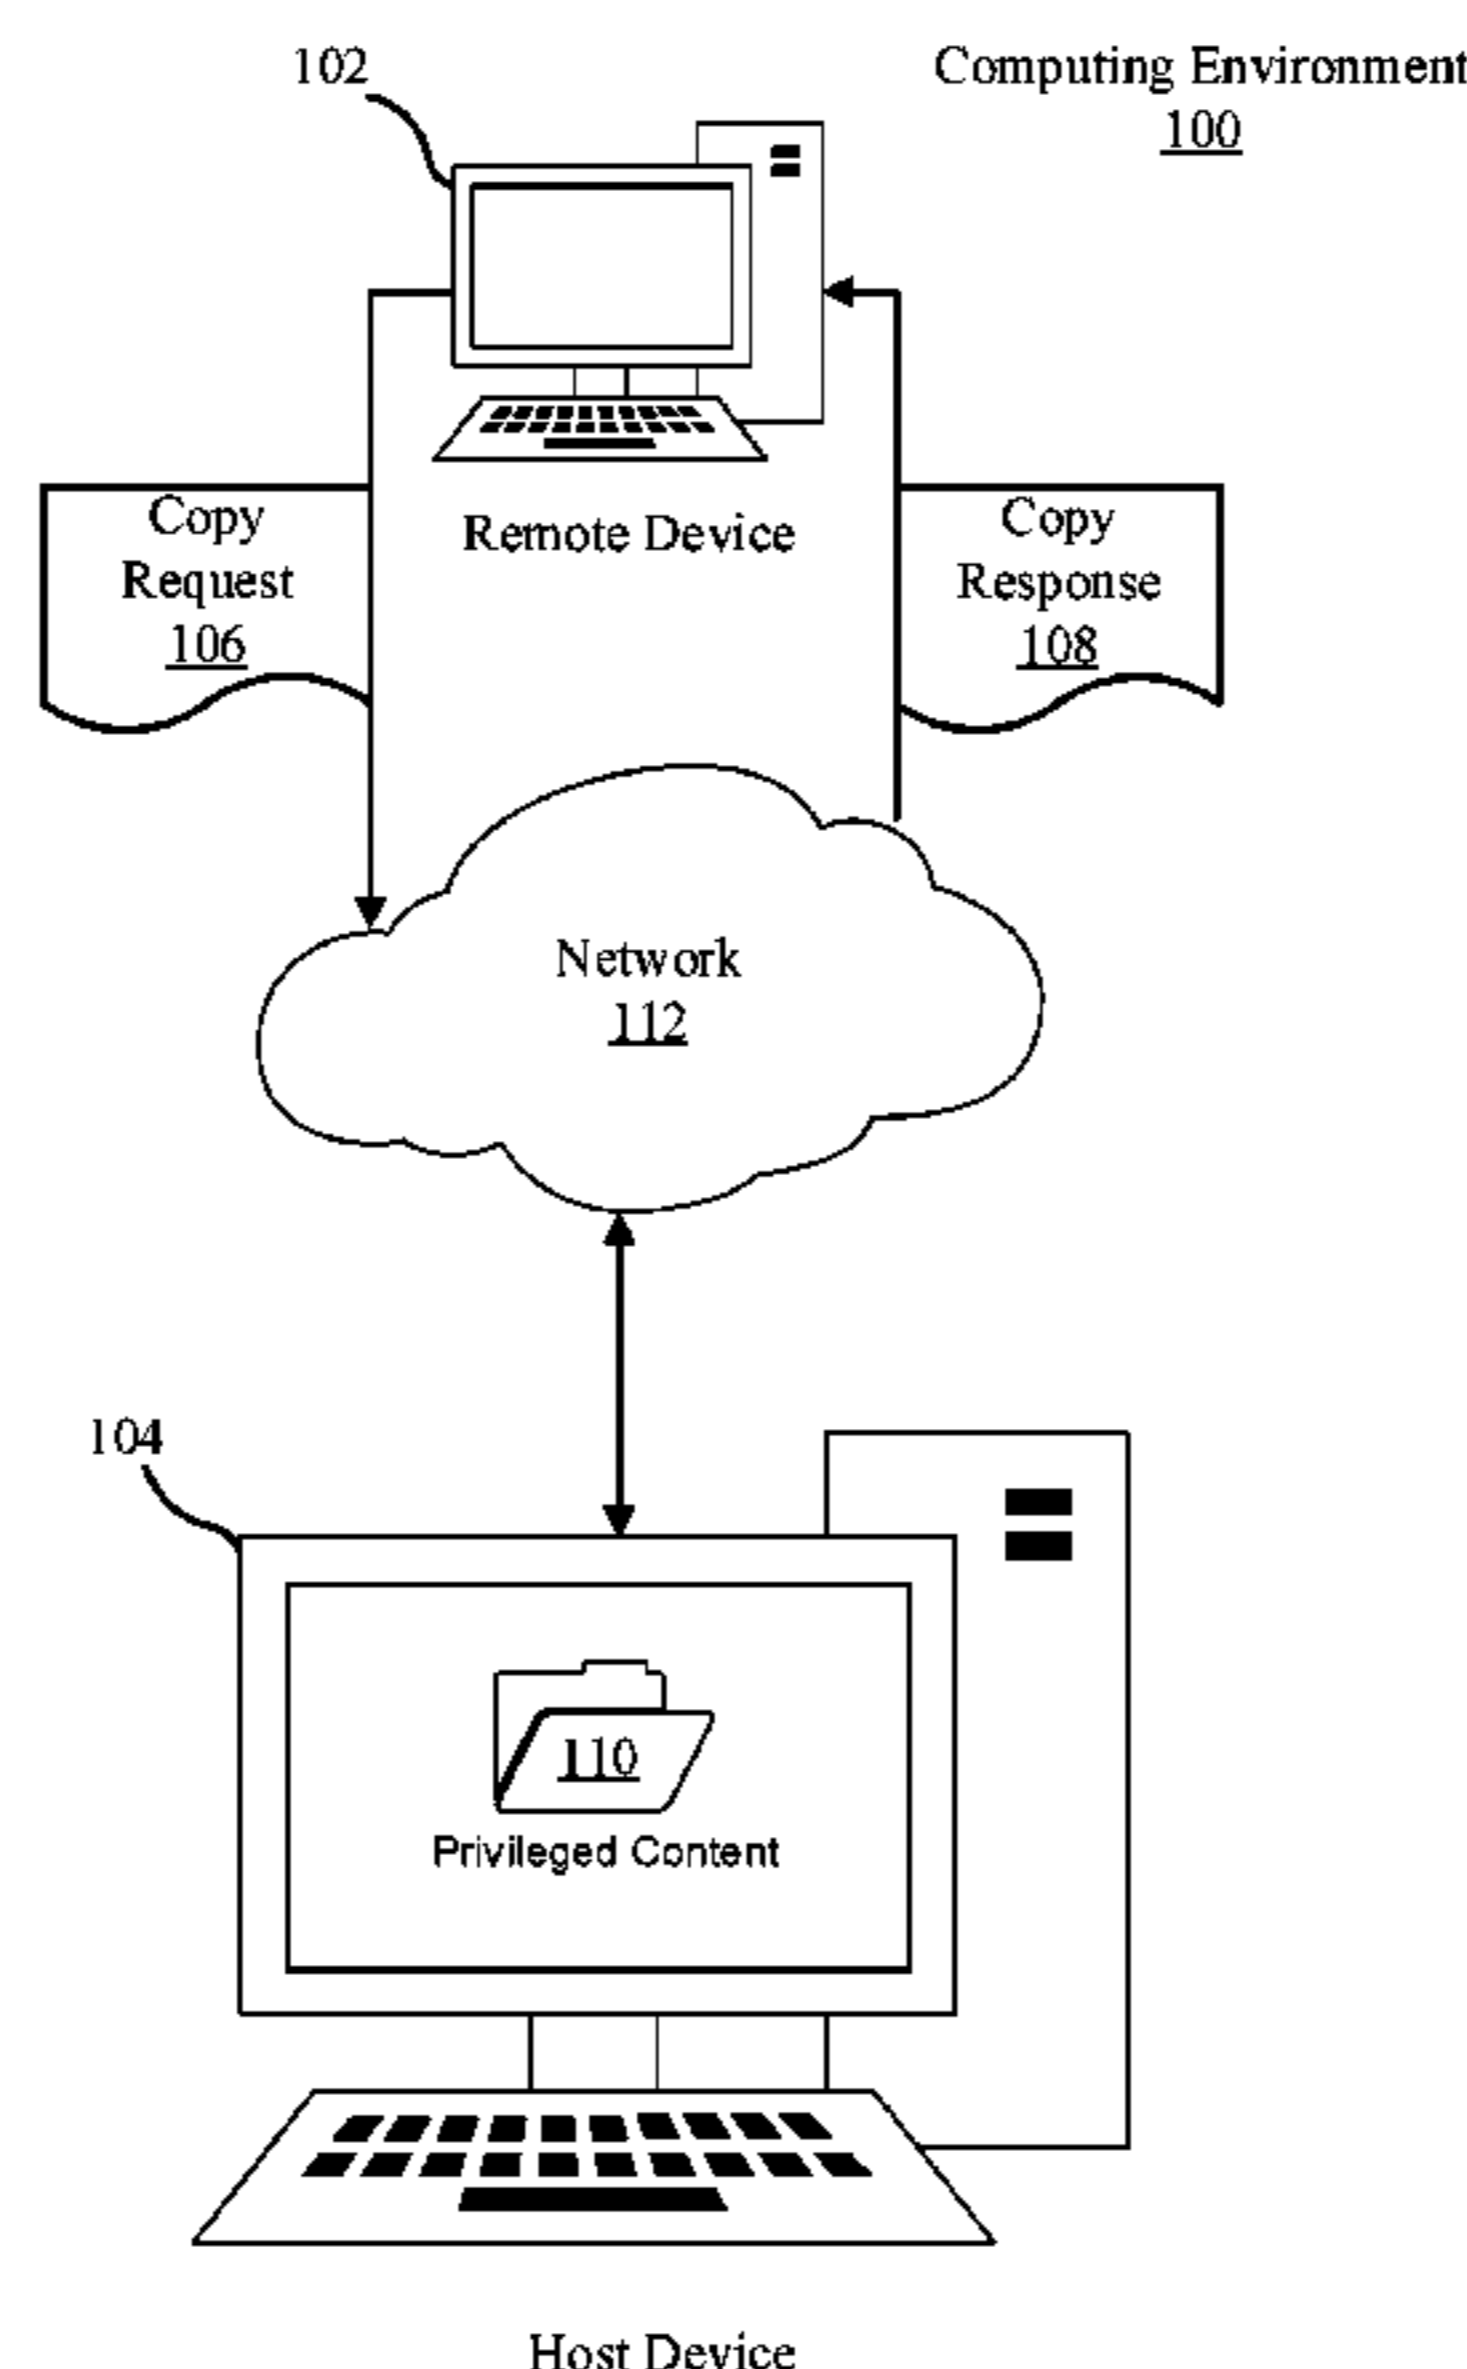 102
Computing Environment
100
Copy
Request
106
Remote Device
Copy
Response
108
Network
112
104
110
Privileged Content
Host Device